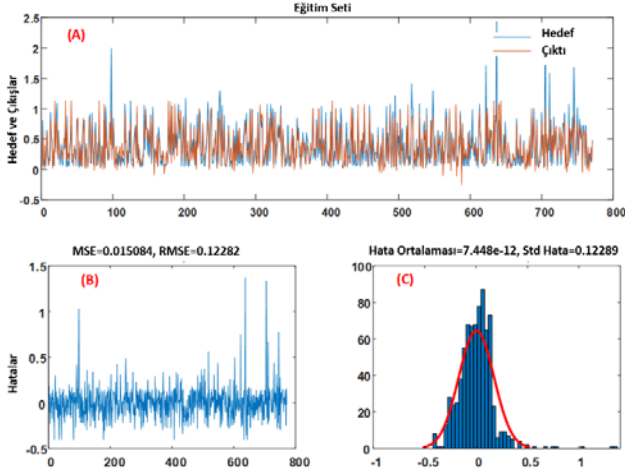 Eğitim Seti
(A)
Hedef
Çıktı
Hedef ve Çıkışlar
2.5
2
1.5
1
0.5
0
-0.5
0 100 200 300 400 500 600 700 800
MSE=0.015084, RMSE=0.12282
(B)
Hatalar
1.5
1
0.5
0
-0.5
0 200 400 600 800
Hata Ortalaması=7.448e-12, Std Hata=0.12289
(C)
100
80
60
40
20
0
-1 -0.5 0.0 0.5 1